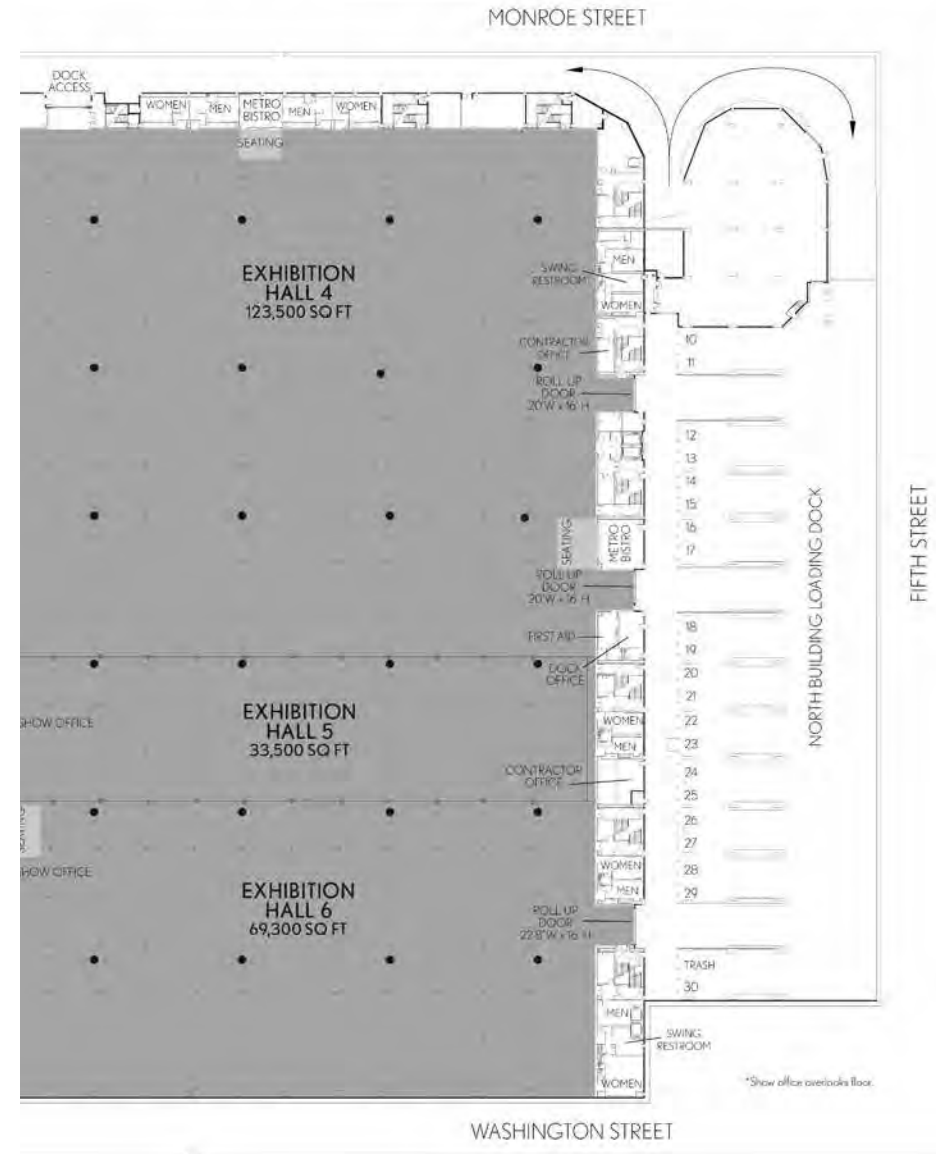 MONROE STREET
DOCK
ACCESS
WOMEN
MEN
METRO
BISTRO
MEN
WOMEN
SEATING
EXHIBITION
HALL 4
123,500 SQ FT
MEN
SWING
RESTROOM
WOMEN
CONTRACTOR
OFFICE
ROLL UP
DOOR
20'W x 16' H
10
11
12
13
14
15
16
17
SEATING
METRO
BISTRO
ROLL UP
DOOR
20'W x 16' H
FIRST AID
DOCK
OFFICE
18
19
20
21
22
23
24
25
26
27
28
29
TRASH
30
NORTH BUILDING LOADING DOCK
FIFTH STREET
SHOW OFFICE
EXHIBITION
HALL 5
33,500 SQ FT
WOMEN
MEN
CONTRACTOR
OFFICE
HOW OFFICE
EXHIBITION
HALL 6
69,300 SQ FT
WOMEN
MEN
ROLL UP
DOOR
22'8"W x 16' H
MEN
SWING
RESTROOM
WOMEN
*Show office overlooks floor.
WASHINGTON STREET